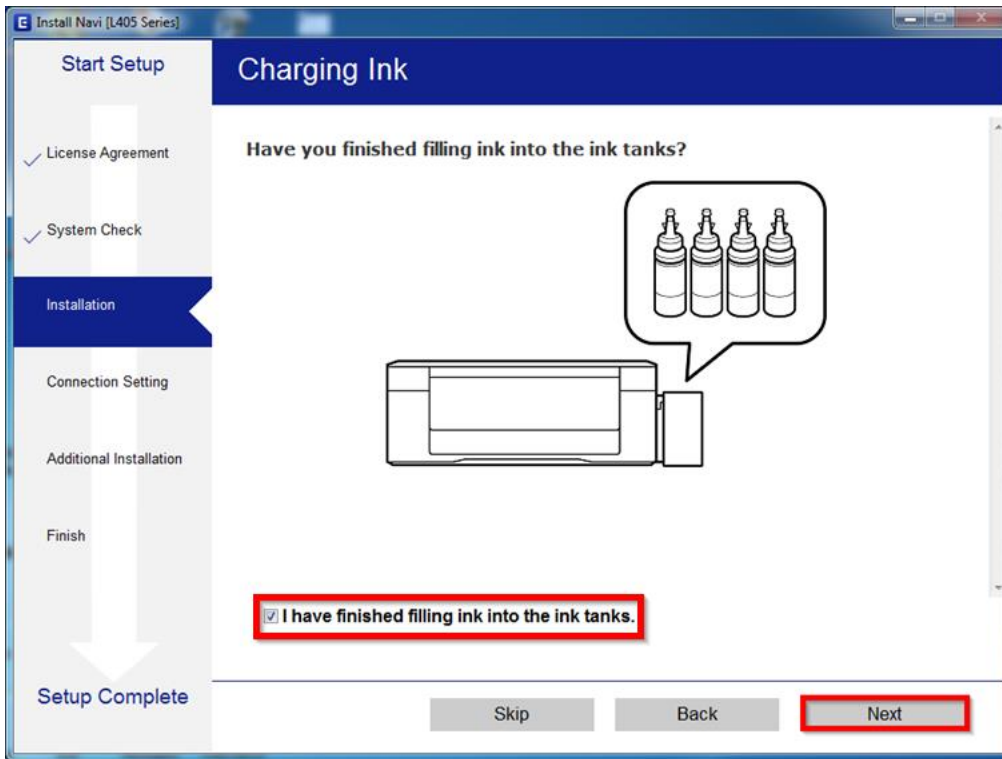 E Install Navi [L405 Series]
Start Setup
License Agreement
System Check
Installation
Connection Setting
Additional Installation
Finish
Setup Complete
Charging Ink
Have you finished filling ink into the ink tanks?
I have finished filling ink into the ink tanks.
Skip
Back
Next